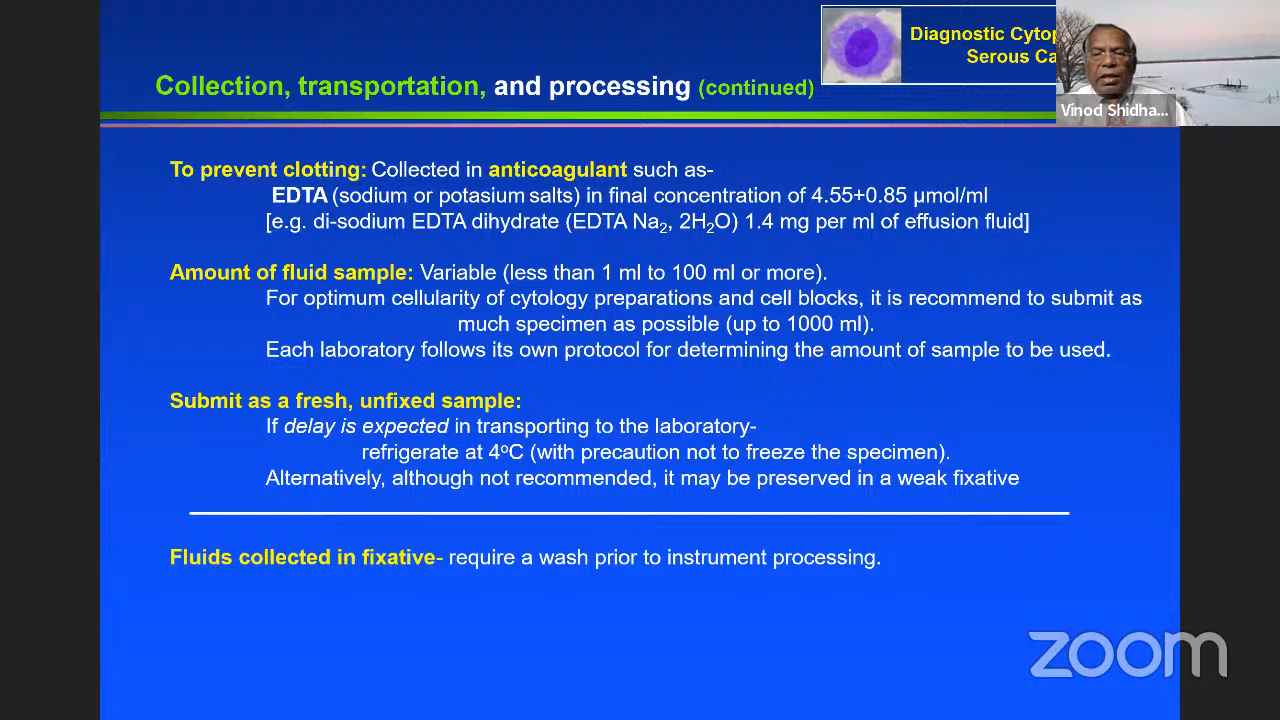 Diagnostic Cytop
Serous Ca
Collection, transportation, and processing (continued)
Vinod Shidha...
To prevent clotting: Collected in anticoagulant such as-
EDTA (sodium or potasium salts) in final concentration of 4.55+0.85 µmol/ml
[e.g. di-sodium EDTA dihydrate (EDTA Na₂, 2H₂O) 1.4 mg per ml of effusion fluid]
Amount of fluid sample: Variable (less than 1 ml to 100 ml or more).
For optimum cellularity of cytology preparations and cell blocks, it is recommend to submit as
much specimen as possible (up to 1000 ml).
Each laboratory follows its own protocol for determining the amount of sample to be used.
Submit as a fresh, unfixed sample:
If delay is expected in transporting to the laboratory-
refrigerate at 4ºC (with precaution not to freeze the specimen).
Alternatively, although not recommended, it may be preserved in a weak fixative
Fluids collected in fixative- require a wash prior to instrument processing.
zoom